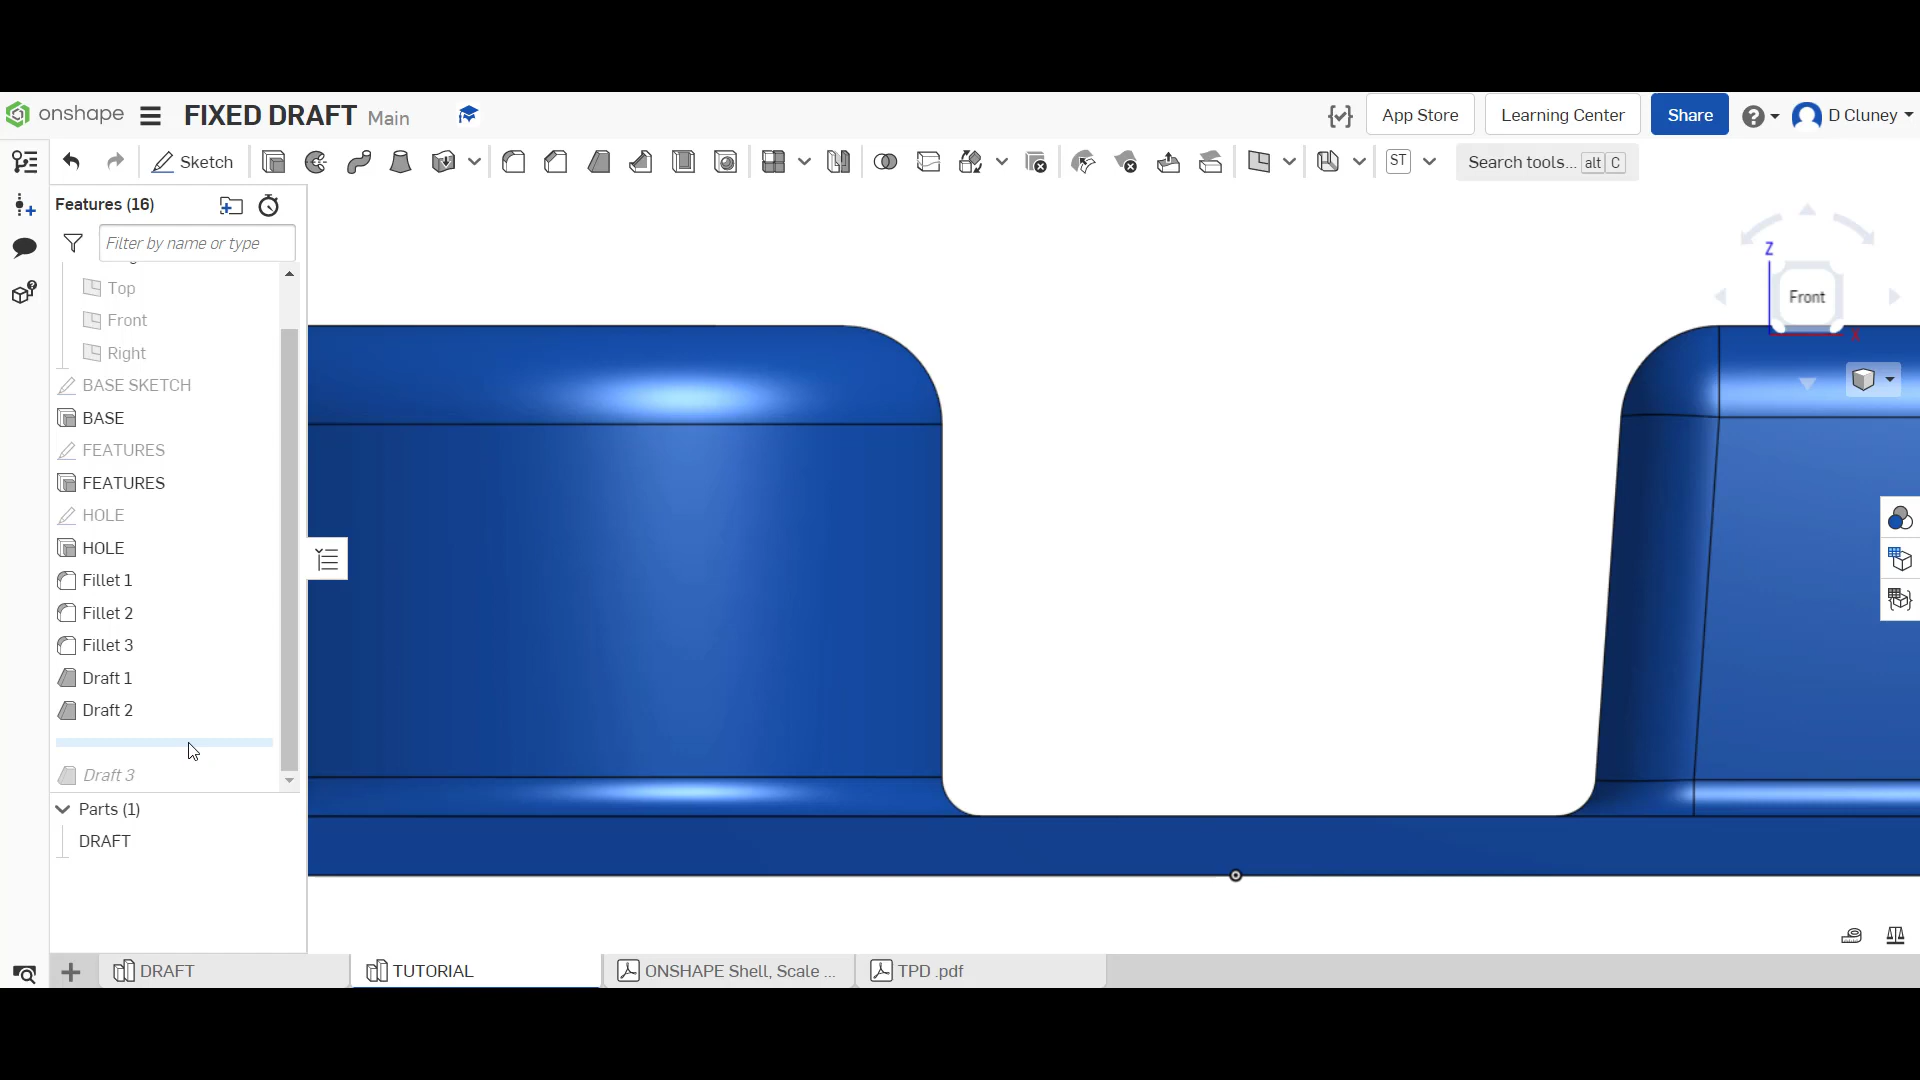 onshape
FIXED DRAFT Main
App Store
Learning Center
Share
D Cluney
Sketch
ST
Search tools... alt C
Features (16)
Filter by name or type
Top
Front
Right
BASE SKETCH
BASE
FEATURES
FEATURES
HOLE
HOLE
Fillet 1
Fillet 2
Fillet 3
Draft 1
Draft 2
Draft 3
Parts (1)
DRAFT
Z
Front
DRAFT
TUTORIAL
ONSHAPE Shell, Scale ...
TPD .pdf